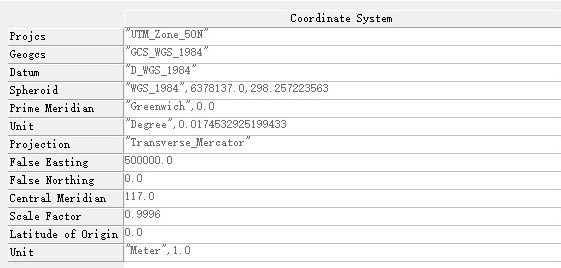 Coordinate System
Projcs "UTM_Zone_50N"
Geogcs "GCS_WGS_1984"
Datum "D_WGS_1984"
Spheroid "WGS_1984",6378137.0,298.257223563
Prime Meridian "Greenwich",0.0
Unit "Degree",0.0174532925199433
Projection "Transverse_Mercator"
False Easting 500000.0
False Northing 0.0
Central Meridian 117.0
Scale Factor 0.9996
Latitude of Origin 0.0
Unit "Meter",1.0